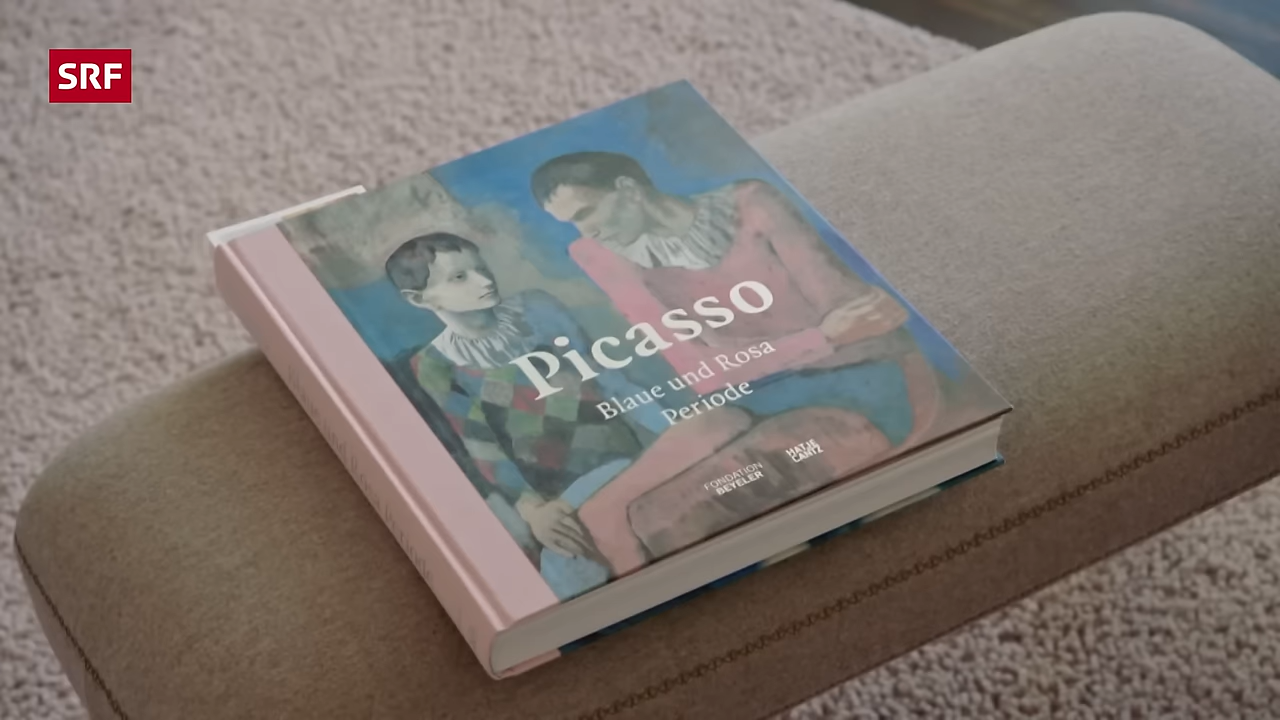 SRF
Picasso
Blaue und Rosa
Periode
FONDATION
BEYELER
HATJE
CANTZ